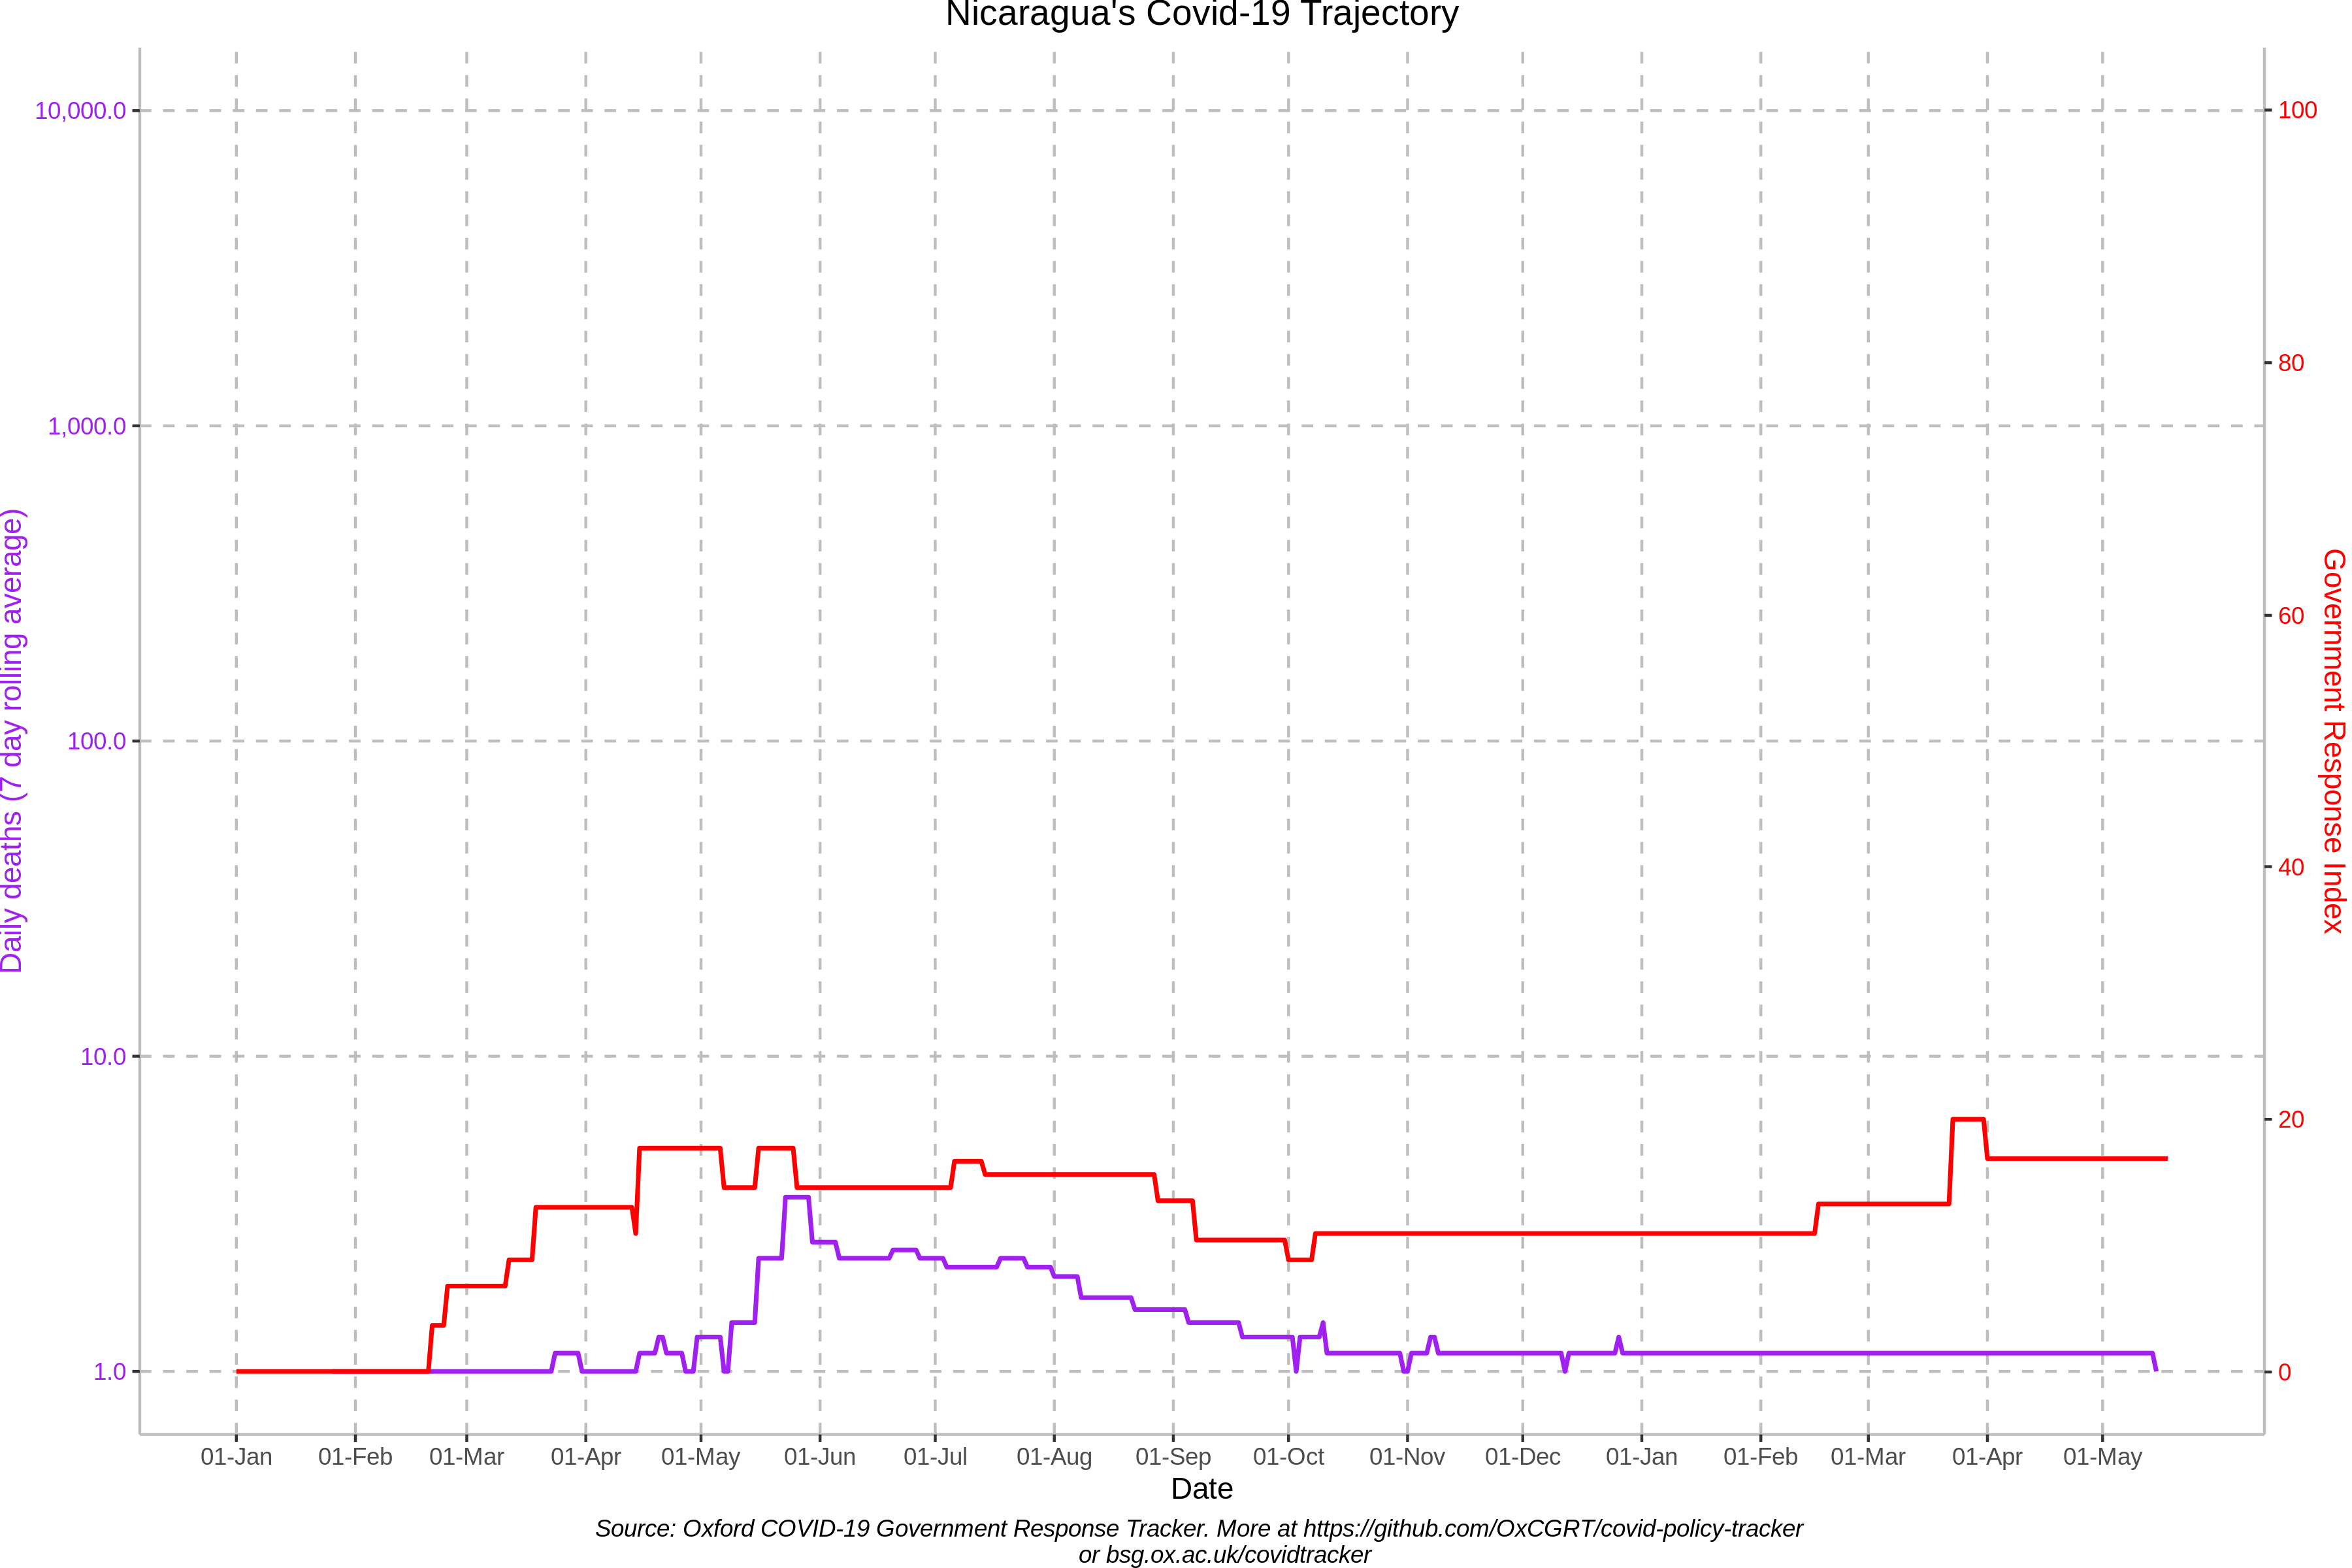 Nicaragua's Covid-19 Trajectory
10,000.0
1,000.0
100.0
10.0
1.0
Daily deaths (7 day rolling average)
100
80
60
40
20
0
Government Response Index
01-Jan 01-Feb 01-Mar 01-Apr 01-May 01-Jun 01-Jul 01-Aug 01-Sep 01-Oct 01-Nov 01-Dec 01-Jan 01-Feb 01-Mar 01-Apr 01-May
Date
Source: Oxford COVID-19 Government Response Tracker. More at https://github.com/OxCGRT/covid-policy-tracker
or bsg.ox.ac.uk/covidtracker